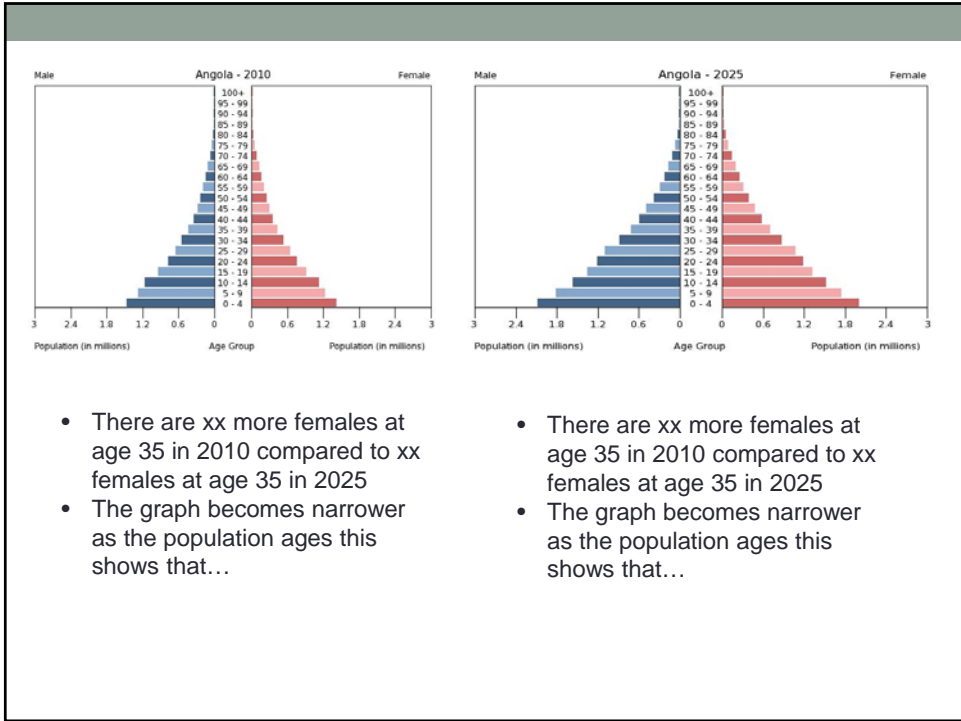 Male Angola - 2010 Female
100+
95 - 99
90 - 94
85 - 89
80 - 84
75 - 79
70 - 74
65 - 69
60 - 64
55 - 59
50 - 54
45 - 49
40 - 44
35 - 39
30 - 34
25 - 29
20 - 24
15 - 19
10 - 14
5 - 9
0 - 4
3 2.4 1.8 1.2 0.6 0 0 0.6 1.2 1.8 2.4 3
Population (in millions) Age Group Population (in millions)
Male Angola - 2025 Female
100+
95 - 99
90 - 94
85 - 89
80 - 84
75 - 79
70 - 74
65 - 69
60 - 64
55 - 59
50 - 54
45 - 49
40 - 44
35 - 39
30 - 34
25 - 29
20 - 24
15 - 19
10 - 14
5 - 9
0 - 4
3 2.4 1.8 1.2 0.6 0 0 0.6 1.2 1.8 2.4 3
Population (in millions) Age Group Population (in millions)
• There are xx more females at
age 35 in 2010 compared to xx
females at age 35 in 2025
• The graph becomes narrower
as the population ages this
shows that…
• There are xx more females at
age 35 in 2010 compared to xx
females at age 35 in 2025
• The graph becomes narrower
as the population ages this
shows that…